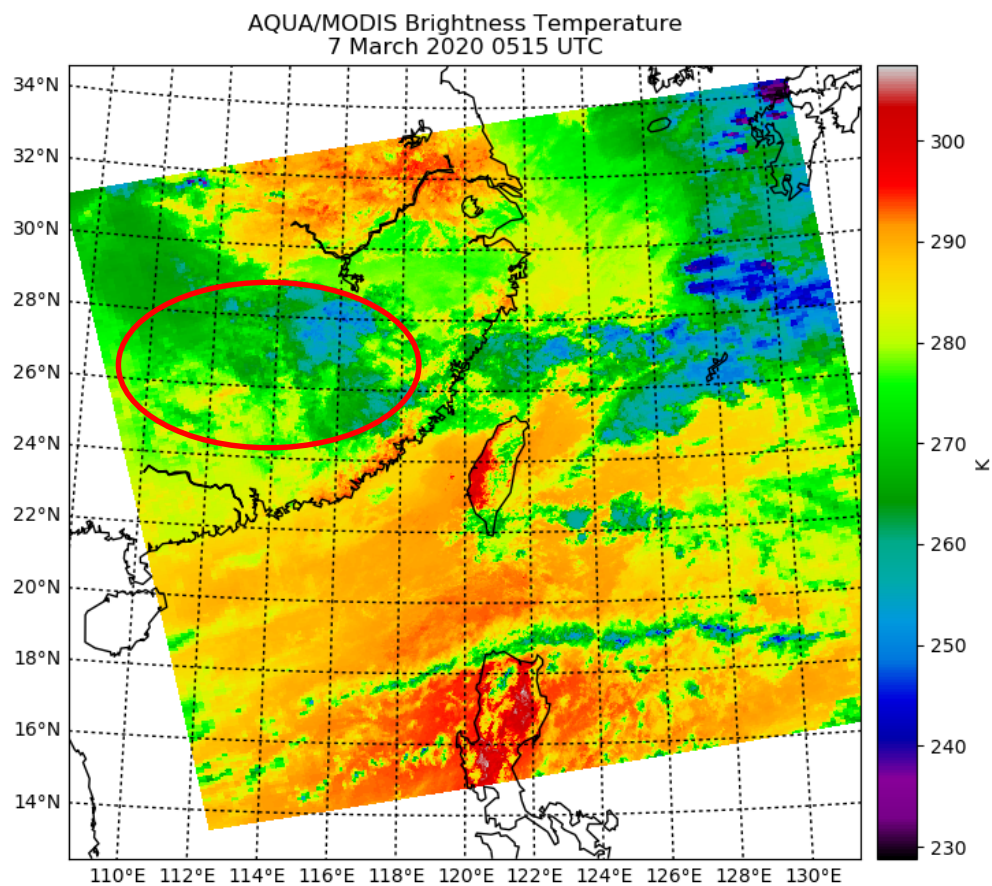 AQUA/MODIS Brightness Temperature
7 March 2020 0515 UTC
34°N
32°N
30°N
28°N
26°N
24°N
22°N
20°N
18°N
16°N
14°N
110°E 112°E 114°E 116°E 118°E 120°E 122°E 124°E 126°E 128°E 130°E
300
290
280
270
260
250
240
230
K